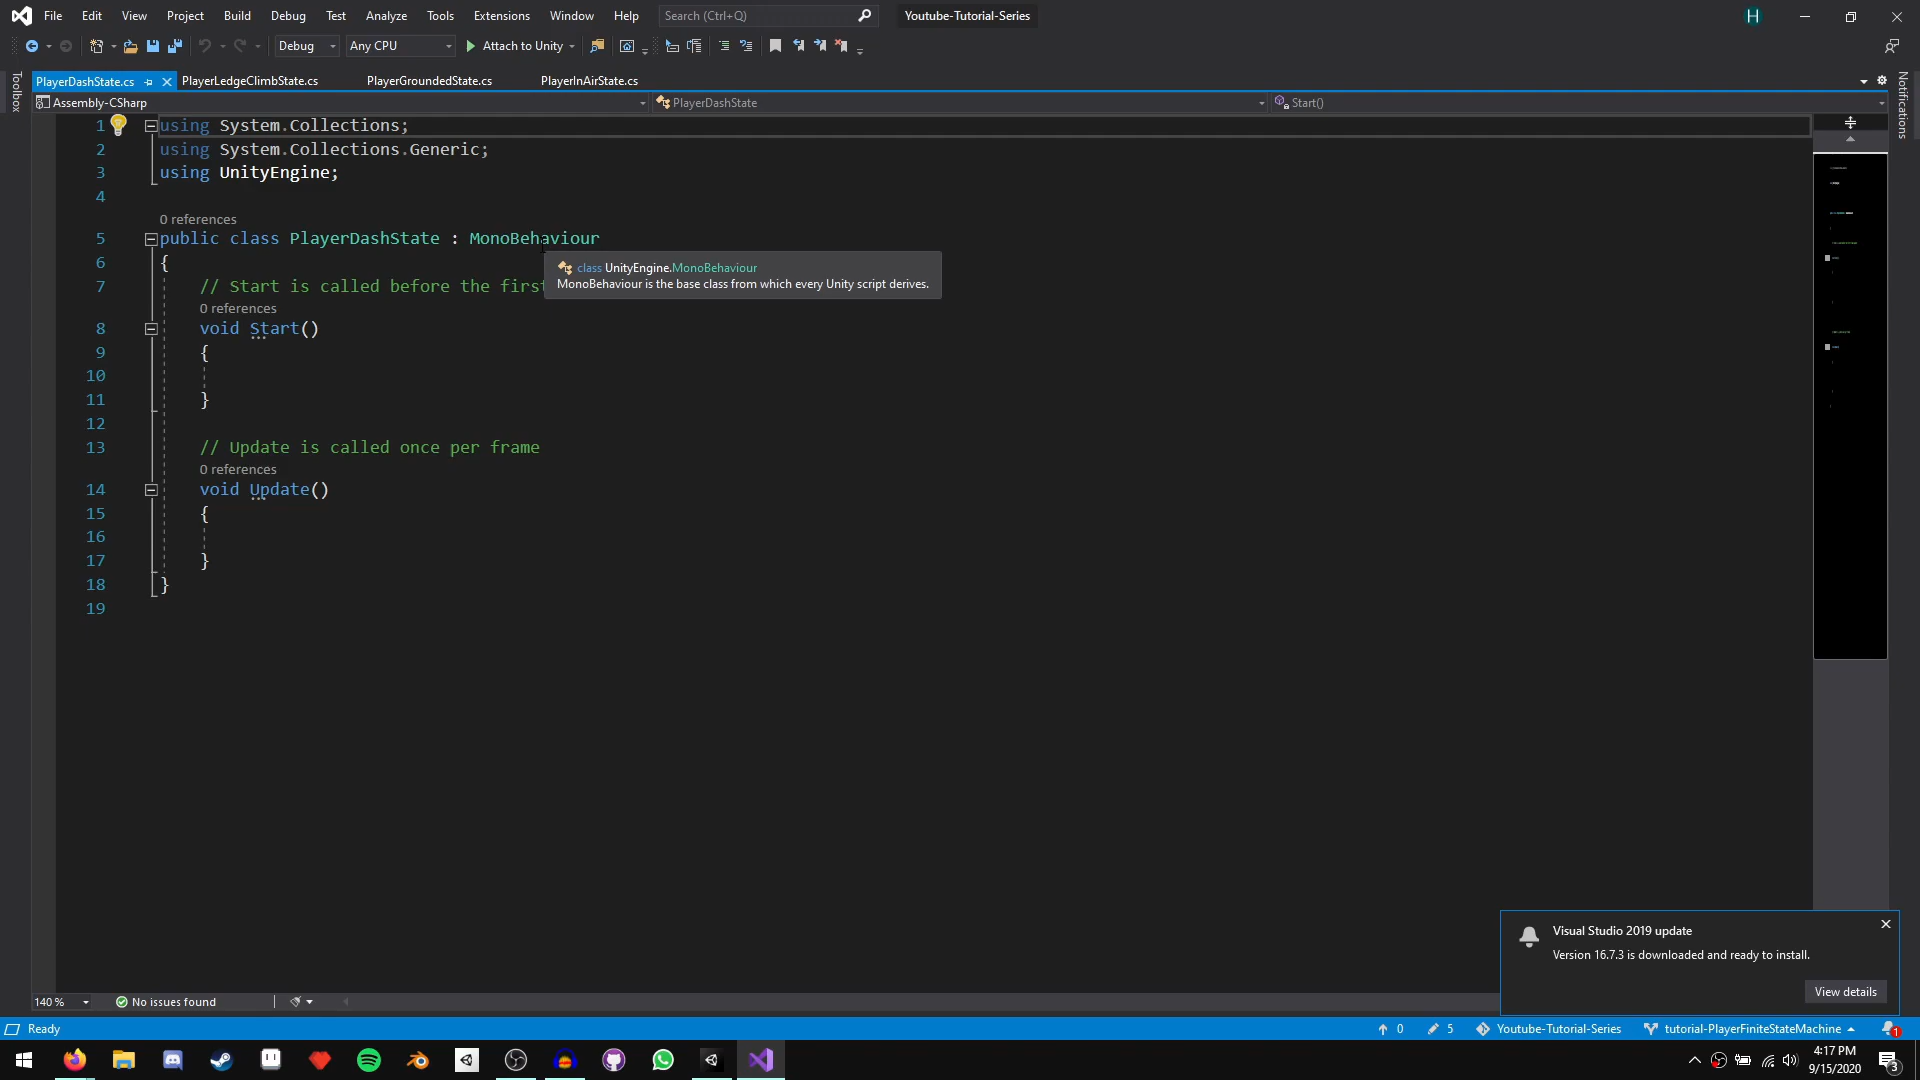 File Edit View Project Build Debug Test Analyze Tools Extensions Window Help Search (Ctrl+Q) Youtube-Tutorial-Series H
Debug Any CPU Attach to Unity
PlayerDashState.cs PlayerLedgeClimbState.cs PlayerGroundedState.cs PlayerInAirState.cs
Toolbox
Notifications
Assembly-CSharp PlayerDashState Start()
1 using System.Collections;
2 using System.Collections.Generic;
3 using UnityEngine;
4
0 references
5 public class PlayerDashState : MonoBehaviour
6 {
class UnityEngine.MonoBehaviour
MonoBehaviour is the base class from which every Unity script derives.
7 // Start is called before the first
0 references
8 void Start()
9 {
10
11 }
12
13 // Update is called once per frame
0 references
14 void Update()
15 {
16
17 }
18 }
19
Visual Studio 2019 update
Version 16.7.3 is downloaded and ready to install.
View details
140 % No issues found
Ready 0 5 Youtube-Tutorial-Series tutorial-PlayerFiniteStateMachine 1
4:17 PM
9/15/2020
3